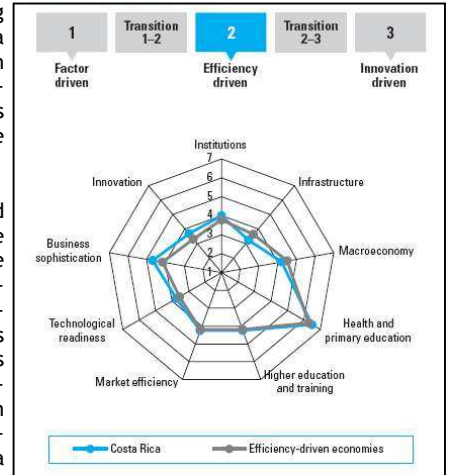 1
Transition
1–2
2
Transition
2–3
3
Factor
driven
Efficiency
driven
Innovation
driven
Institutions
7
6
5
4
3
2
1
Innovation
Infrastructure
Business
sophistication
Macroeconomy
Technological
readiness
Health and
primary education
Market efficiency
Higher education
and training
Costa Rica
Efficiency-driven economies